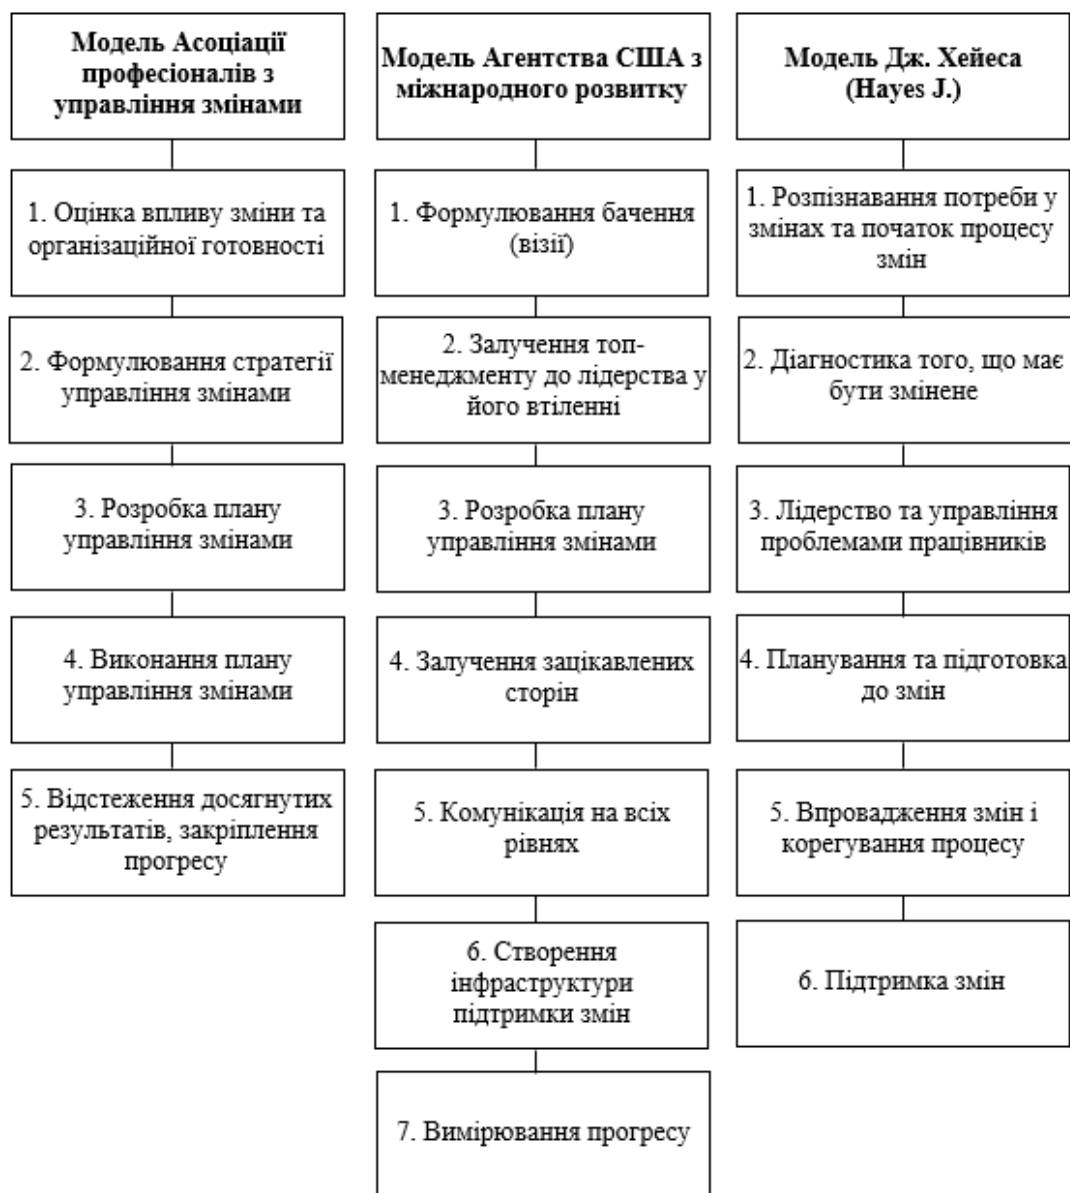 Модель Асоціації
професіоналів з
управління змінами
1. Оцінка впливу зміни та
організаційної готовності
2. Формулювання стратегії
управління змінами
3. Розробка плану
управління змінами
4. Виконання плану
управління змінами
5. Відстеження досягнутих
результатів, закріплення
прогресу
Модель Агентства США з
міжнародного розвитку
1. Формулювання бачення
(візії)
2. Залучення топ-
менеджменту до лідерства у
його втіленні
3. Розробка плану
управління змінами
4. Залучення зацікавлених
сторін
5. Комунікація на всіх
рівнях
6. Створення
інфраструктури
підтримки змін
7. Вимірювання прогресу
Модель Дж. Хейеса
(Hayes J.)
1. Розпізнавання потреби у
змінах та початок процесу
змін
2. Діагностика того, що має
бути змінене
3. Лідерство та управління
проблемами працівників
4. Планування та підготовка
до змін
5. Впровадження змін і
корегування процесу
6. Підтримка змін